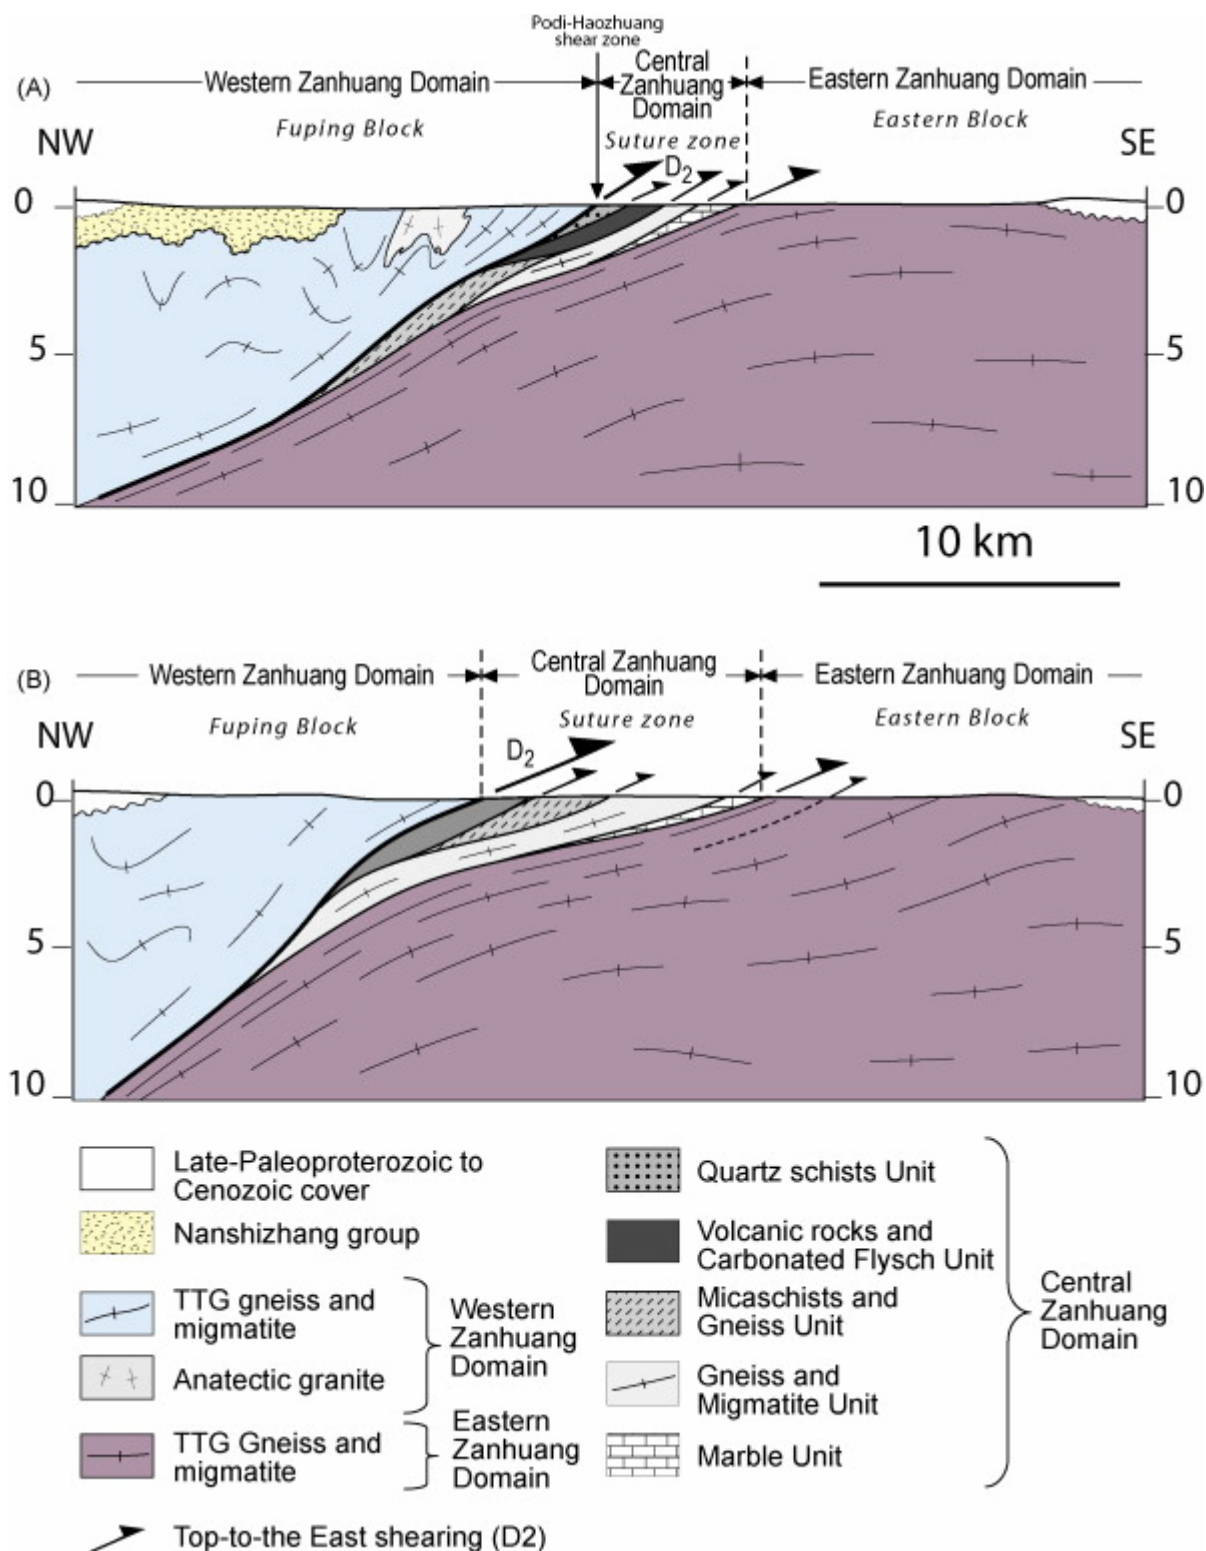 Podi-Haozhuang
shear zone
(A)
Western Zanhuang Domain
Central
Zanhuang
Domain
Eastern Zanhuang Domain
Fuping Block
Suture zone
Eastern Block
NW
SE
D2
0
0
5
5
10
10
10 km
(B)
Western Zanhuang Domain
Central Zanhuang
Domain
Eastern Zanhuang Domain
Fuping Block
Suture zone
Eastern Block
NW
SE
D2
0
0
5
5
10
10
Late-Paleoproterozoic to
Cenozoic cover
Nanshizhang group
TTG gneiss and
migmatite
Anatectic granite
Western
Zanhuang
Domain
TTG Gneiss and
migmatite
Eastern
Zanhuang
Domain
Top-to-the East shearing (D2)
Quartz schists Unit
Volcanic rocks and
Carbonated Flysch Unit
Micaschists and
Gneiss Unit
Gneiss and
Migmatite Unit
Marble Unit
Central
Zanhuang
Domain